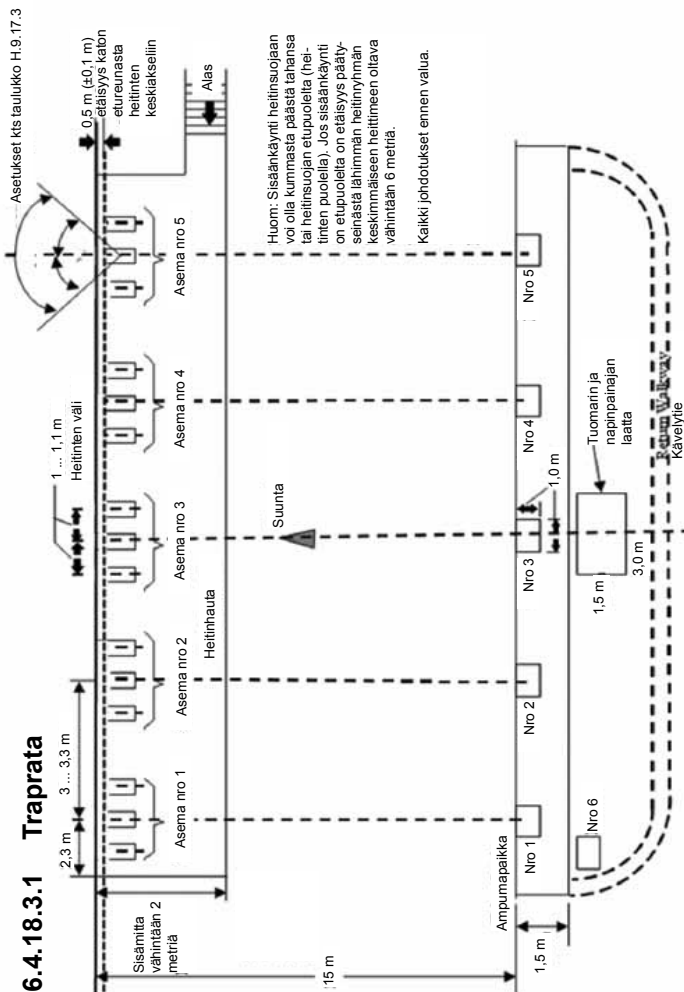 6.4.18.3.1 Traprata
Asetukset kts taulukko H.9.17.3
1 ... 1,1 m
Heitinten väli
0,5 m (±0,1 m)
etäisyys katon
etureunasta
heitinten
keskiakseliin
2,3 m
3 ... 3,3 m
Asema nro 1
Asema nro 2
Asema nro 3
Asema nro 4
Asema nro 5
Alas
Sisämitta
vähintään 2
metriä
Heitinhauta
Huom: Sisäänkäynti heitinsuojaan
voi olla kummasta päästä tahansa
tai heitinsuojan etupuolelta (hei-
tinten puolella). Jos sisäänkäynti
on etupuolelta on etäisyys pääty-
seinästä lähimmän heitinryhmän
keskimmäiseen heittimeen oltava
vähintään 6 metriä.
Kaikki johdotukset ennen valua.
Suunta
15 m
Ampumapaikka
Nro 1
Nro 2
Nro 3
Nro 4
Nro 5
1,0 m
1,5 m
Nro 6
1,5 m
3,0 m
Tuomarin ja
napinpainajan
laatta
Return Walkway
Kävelytie